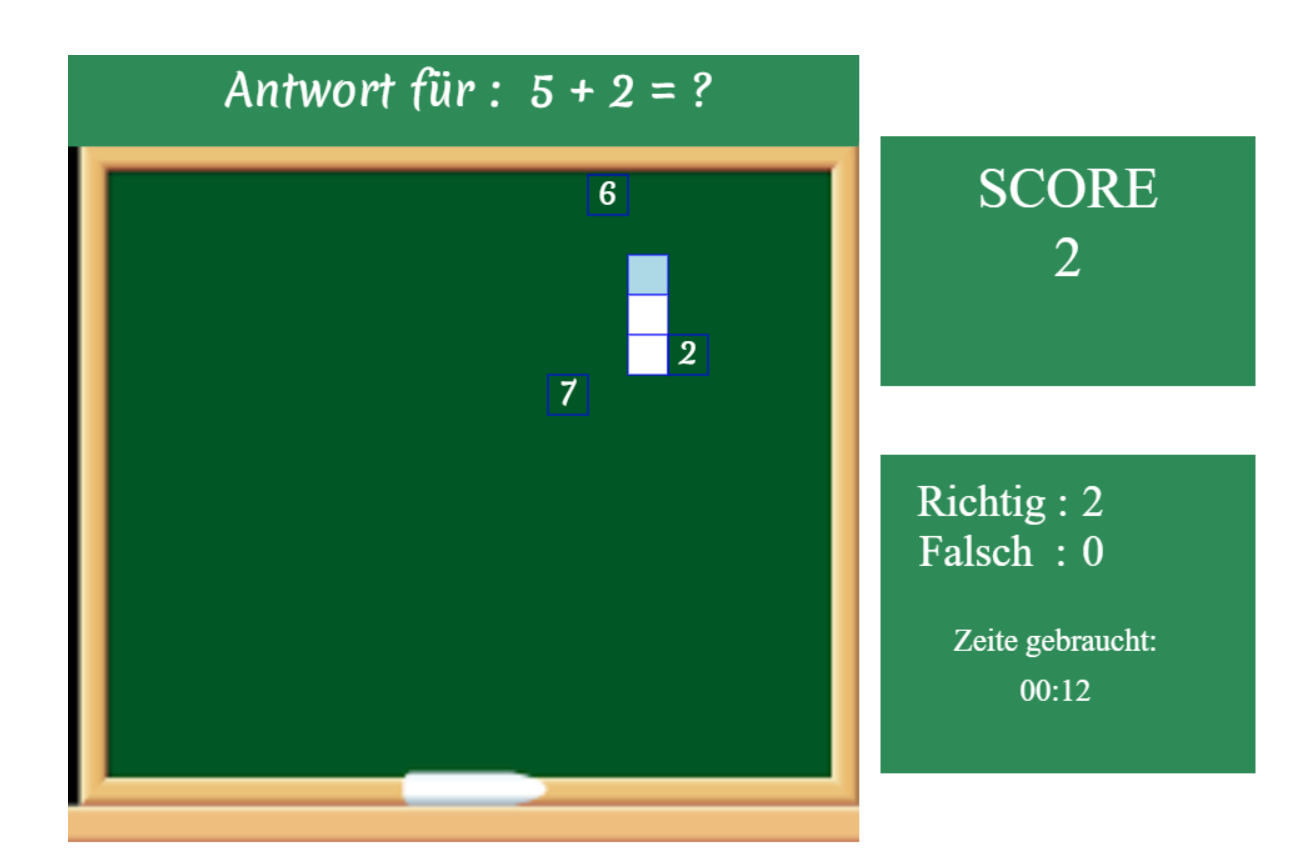 Antwort für : 5 + 2 = ?
6
2
7
SCORE
2
Richtig : 2
Falsch : 0
Zeite gebraucht:
00:12